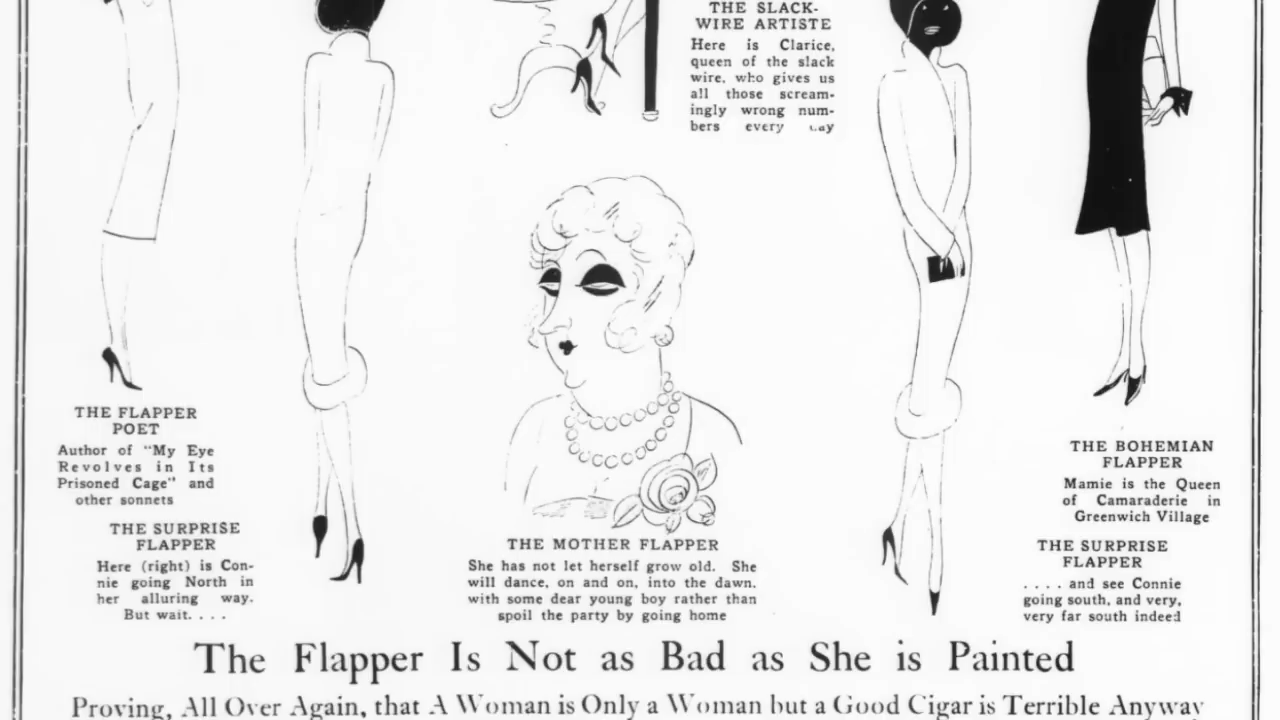 THE SLACK-
WIRE ARTISTE
Here is Clarice,
queen of the slack
wire, who gives us
all those scream-
ingly wrong num-
bers every
THE FLAPPER
POET
Author of "My Eye
Revolves in Its
Prisoned Cage" and
other sonnets
THE SURPRISE
FLAPPER
Here (right) is Con-
nie going North in
her alluring way.
But wait. . . .
THE MOTHER FLAPPER
She has not let herself grow old. She
will dance, on and on, into the dawn,
with some dear young boy rather than
spoil the party by going home
THE BOHEMIAN
FLAPPER
Mamie is the Queen
of Camaraderie in
Greenwich Village
THE SURPRISE
FLAPPER
. . . . and see Connie
going south, and very,
very far south indeed
The Flapper Is Not as Bad as She is Painted
Proving, All Over Again, that A Woman is Only a Woman but a Good Cigar is Terrible Anyway